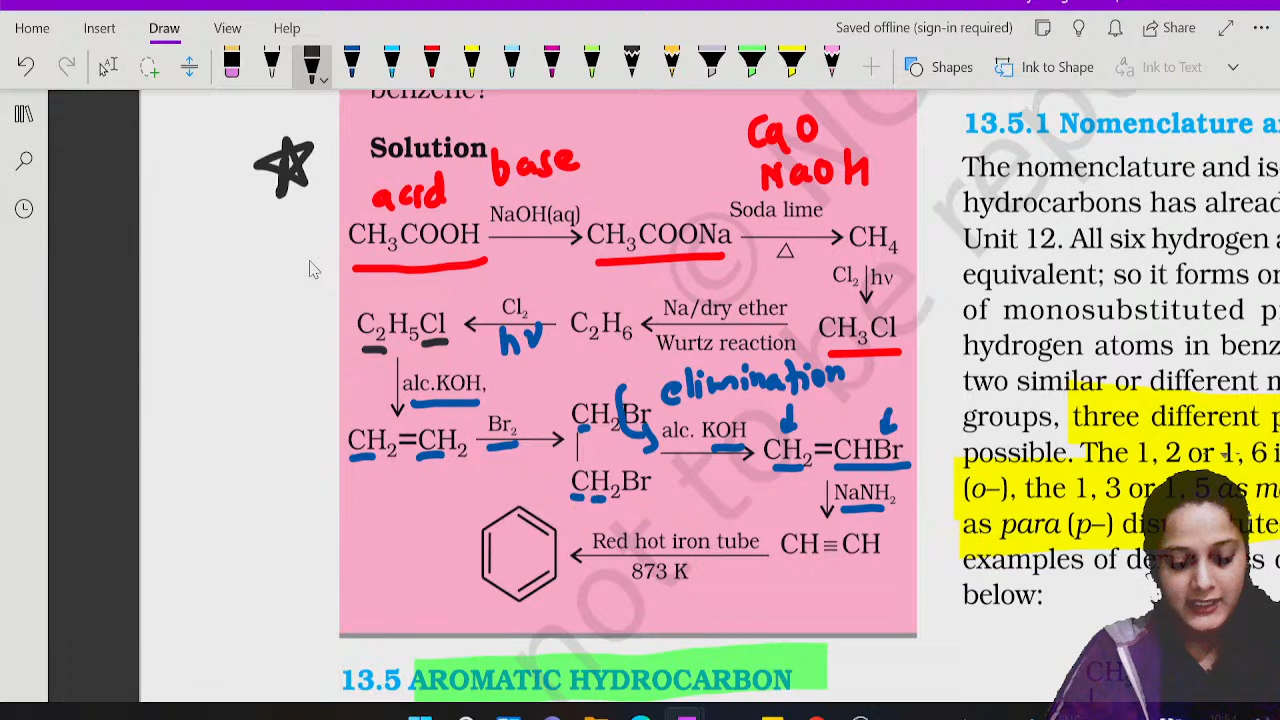 Home Insert Draw View Help Saved offline (sign-in required) Share
Shapes Ink to Shape Ink to Text
benzene?
Solution
acid base CaO
NaOH
CH₃COOH NaOH(aq) CH₃COONa Soda lime △ CH₄
Cl₂ hν
C₂H₅Cl Cl₂ hν C₂H₆ Na/dry ether Wurtz reaction CH₃Cl
elimination
alc.KOH,
CH₂=CH₂ Br₂ CH₂Br alc. KOH CH₂=CHBr
CH₂Br
NaNH₂
Red hot iron tube CH≡CH
873 K
13.5 AROMATIC HYDROCARBON
13.5.1 Nomenclature
The nomenclature and
hydrocarbons has already
Unit 12. All six hydrogen
equivalent; so it forms
of monosubstituted
hydrogen atoms in
two similar or different
groups, three different
possible. The 1, 2 or 1, 6
(o–), the 1, 3 or 1, 5 as
as para (p–)
examples of
below:
not to be
©